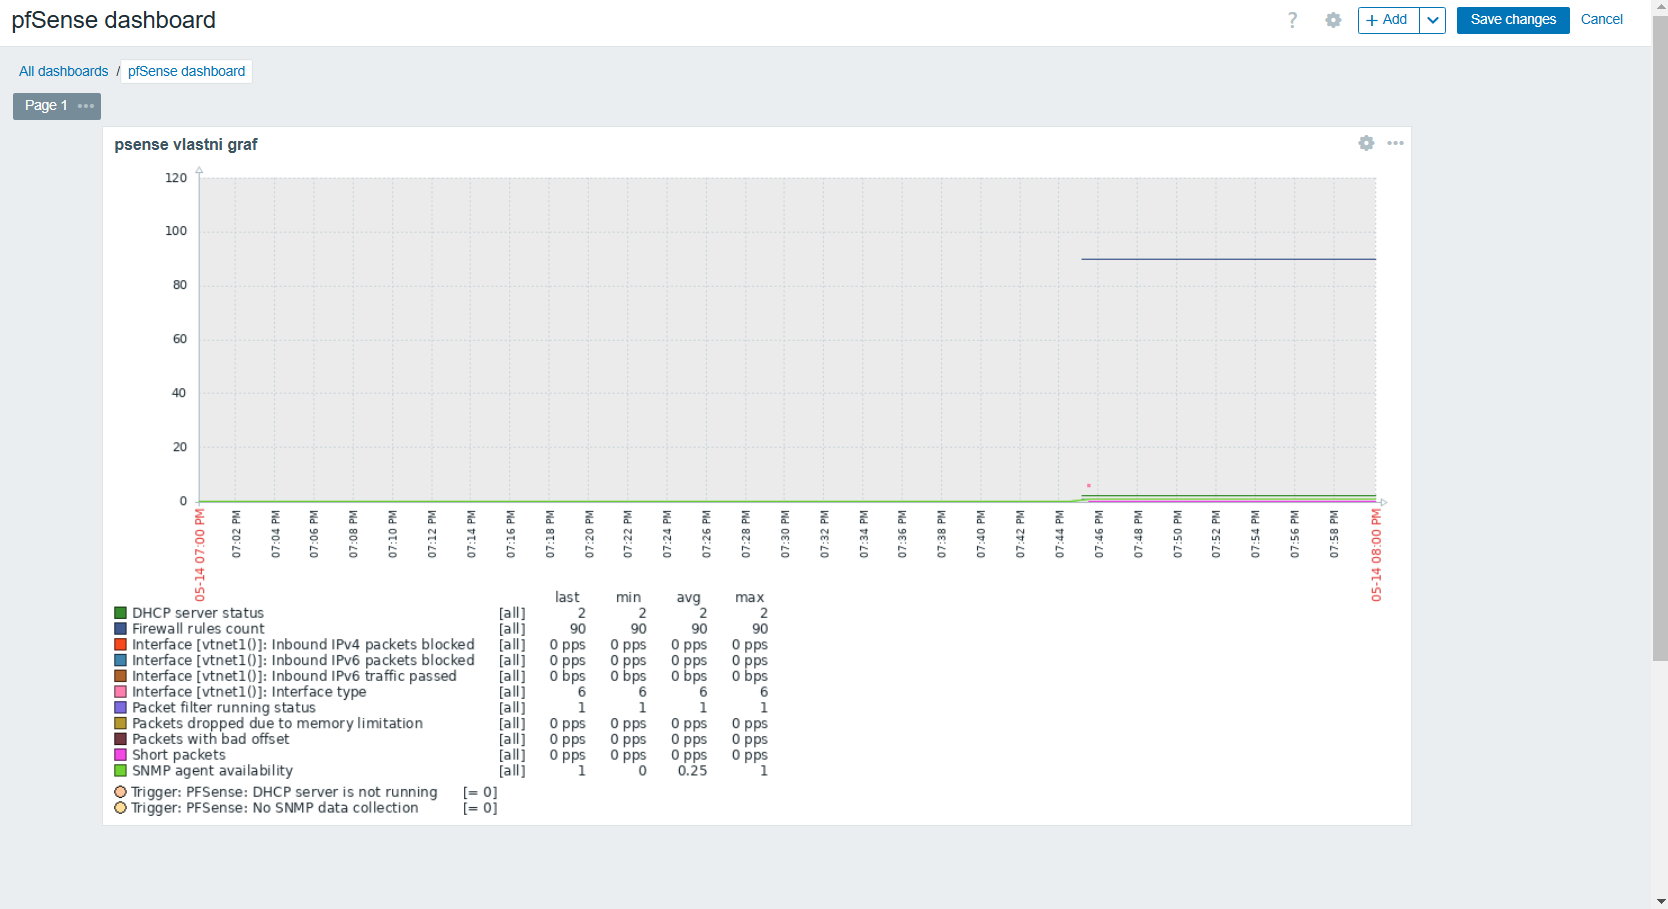 pfSense dashboard
? + Add Save changes Cancel
All dashboards / pfSense dashboard
Page 1 •••
psense vlastni graf
120
100
80
60
40
20
0
05-14 07:00 PM
07:02 PM
07:04 PM
07:06 PM
07:08 PM
07:10 PM
07:12 PM
07:14 PM
07:16 PM
07:18 PM
07:20 PM
07:22 PM
07:24 PM
07:26 PM
07:28 PM
07:30 PM
07:32 PM
07:34 PM
07:36 PM
07:38 PM
07:40 PM
07:42 PM
07:44 PM
07:46 PM
07:48 PM
07:50 PM
07:52 PM
07:54 PM
07:56 PM
07:58 PM
05-14 08:00 PM
last min avg max
DHCP server status [all] 2 2 2 2
Firewall rules count [all] 90 90 90 90
Interface [vtnet1()]: Inbound IPv4 packets blocked [all] 0 pps 0 pps 0 pps 0 pps
Interface [vtnet1()]: Inbound IPv6 packets blocked [all] 0 pps 0 pps 0 pps 0 pps
Interface [vtnet1()]: Inbound IPv6 traffic passed [all] 0 bps 0 bps 0 bps 0 bps
Interface [vtnet1()]: Interface type [all] 6 6 6 6
Packet filter running status [all] 1 1 1 1
Packets dropped due to memory limitation [all] 0 pps 0 pps 0 pps 0 pps
Packets with bad offset [all] 0 pps 0 pps 0 pps 0 pps
Short packets [all] 0 pps 0 pps 0 pps 0 pps
SNMP agent availability [all] 1 0 0.25 1
Trigger: PFSense: DHCP server is not running [= 0]
Trigger: PFSense: No SNMP data collection [= 0]